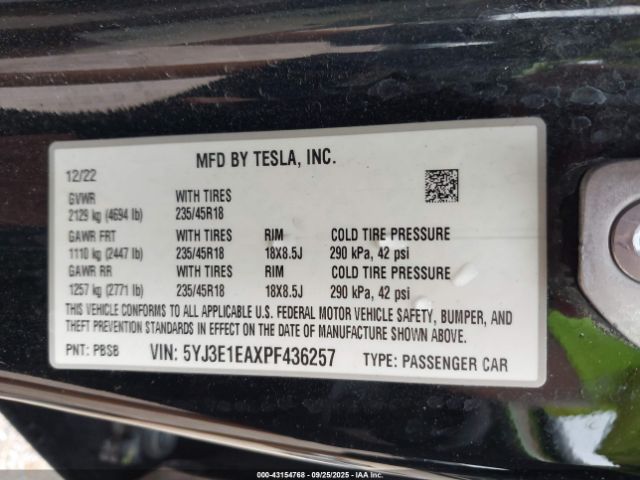 MFD BY TESLA, INC.
12/22
GVWR WITH TIRES
2129 kg (4694 lb) 235/45R18
GAWR FRT WITH TIRES RIM COLD TIRE PRESSURE
1110 kg (2447 lb) 235/45R18 18X8.5J 290 kPa, 42 psi
GAWR RR WITH TIRES RIM COLD TIRE PRESSURE
1257 kg (2771 lb) 235/45R18 18X8.5J 290 kPa, 42 psi
THIS VEHICLE CONFORMS TO ALL APPLICABLE U.S. FEDERAL MOTOR VEHICLE SAFETY, BUMPER, AND
THEFT PREVENTION STANDARDS IN EFFECT ON THE DATE OF MANUFACTURE SHOWN ABOVE.
PNT: PBSB VIN: 5YJ3E1EAXPF436257 TYPE: PASSENGER CAR
000-43154768 - 09/25/2025 - IAAI.COM